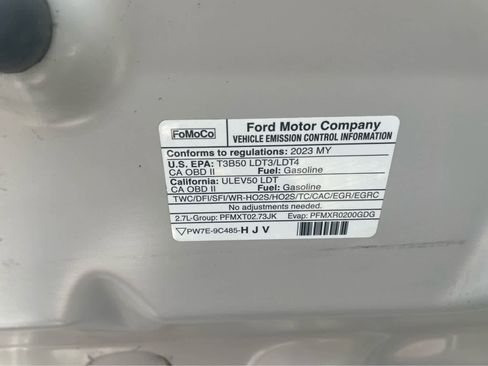 FoMoCo
Ford Motor Company
VEHICLE EMISSION CONTROL INFORMATION
Conforms to regulations: 2023 MY
U.S. EPA: T3B50 LDT3/LDT4
CA OBD II Fuel: Gasoline
California: ULEV50 LDT
CA OBD II Fuel: Gasoline
TWC/DFI/SFI/WR-HO2S/HO2S/TC/CAC/EGR/EGRC
No adjustments needed.
2.7L-Group: PFMXT02.73JK Evap: PFMXR0200GDG
PW7E-9C485-H J V